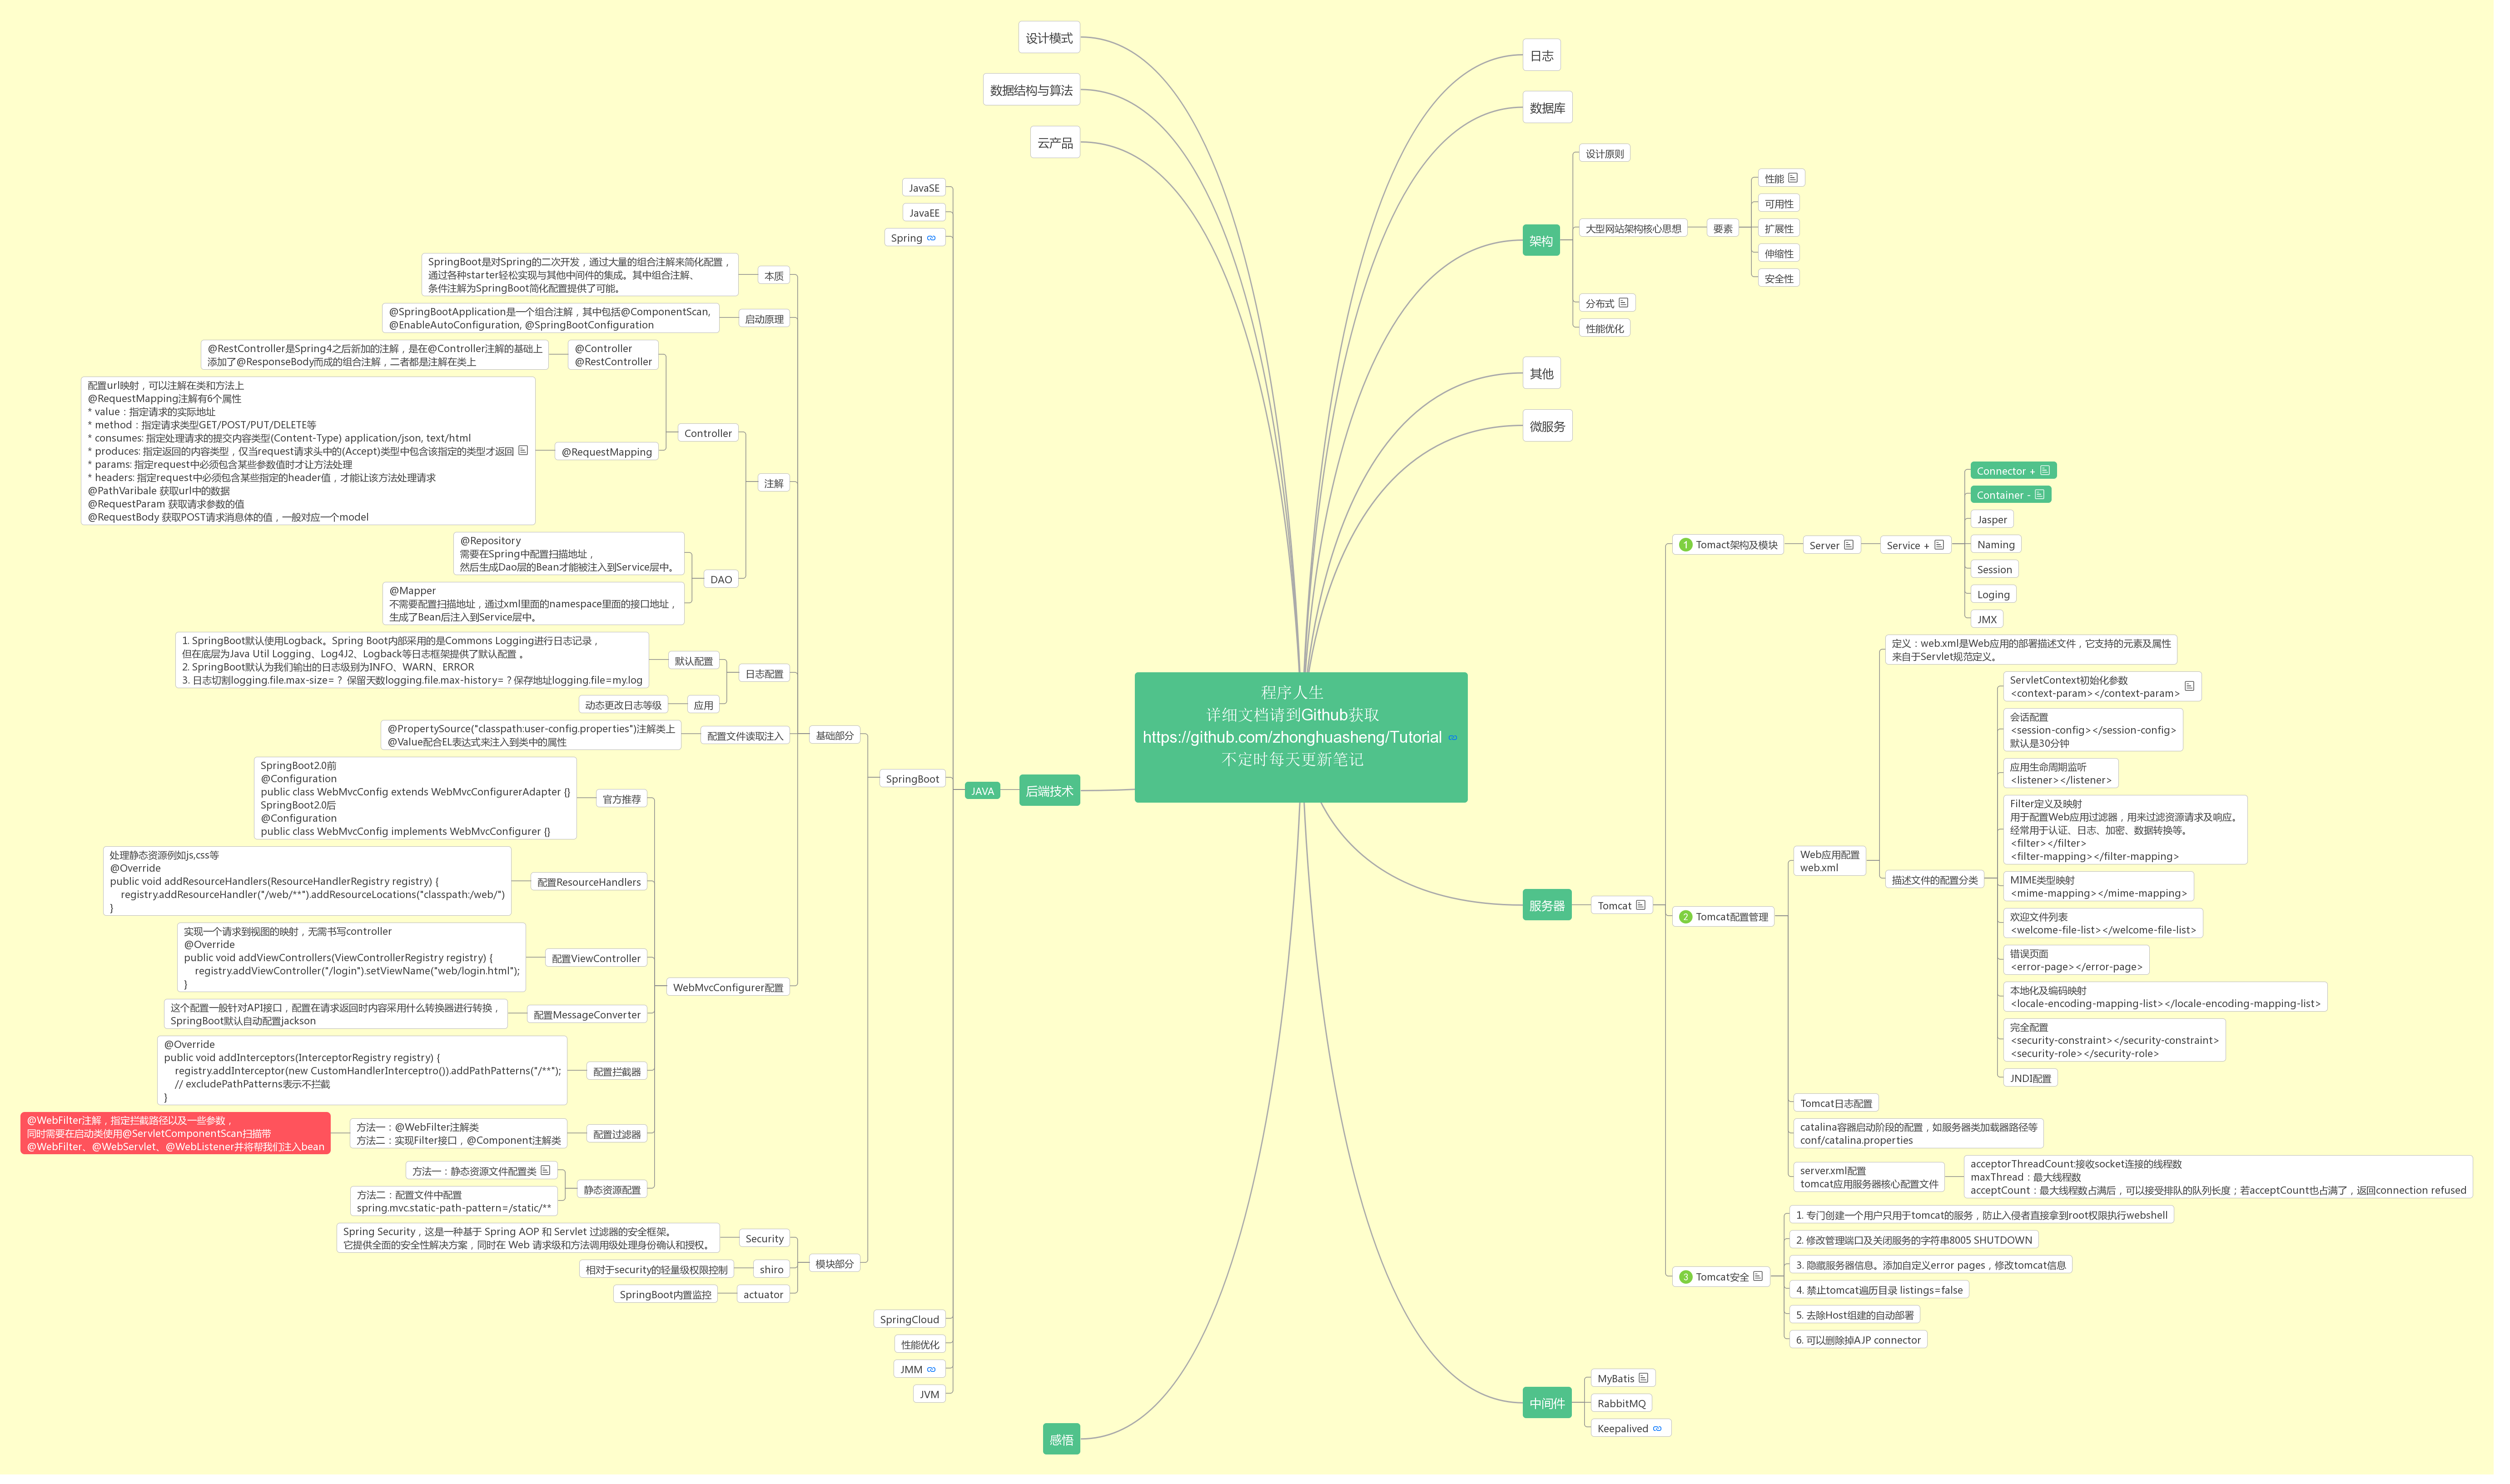 程序人生
详细文档请到Github获取
https://github.com/zhonghuasheng/Tutorial
不定时每天更新笔记
设计模式
数据结构与算法
云产品
后端技术
JAVA
JavaSE
JavaEE
Spring
SpringBoot
基础部分
本质
SpringBoot是对Spring的二次开发，通过大量的组合注解来简化配置，
通过各种starter轻松实现与其他中间件的集成。其中组合注解、
条件注解为SpringBoot简化配置提供了可能。
启动原理
@SpringBootApplication是一个组合注解，其中包括@ComponentScan,
@EnableAutoConfiguration, @SpringBootConfiguration
注解
Controller
@Controller
@RestController
@RestController是Spring4之后新加的注解，是在@Controller注解的基础上
添加了@ResponseBody而成的组合注解，二者都是注解在类上
@RequestMapping
配置url映射，可以注解在类和方法上
@RequestMapping注解有6个属性
* value：指定请求的实际地址
* method：指定请求类型GET/POST/PUT/DELETE等
* consumes: 指定处理请求的提交内容类型(Content-Type) application/json, text/html
* produces: 指定返回的内容类型，仅当request请求头中的(Accept)类型中包含该指定的类型才返回
* params: 指定request中必须包含某些参数值时才让方法处理
* headers: 指定request中必须包含某些指定的header值，才能让该方法处理请求
@PathVaribale 获取url中的数据
@RequestParam 获取请求参数的值
@RequestBody 获取POST请求消息体的值，一般对应一个model
DAO
@Repository
需要在Spring中配置扫描地址，
然后生成Dao层的Bean才能被注入到Service层中。
@Mapper
不需要配置扫描地址，通过xml里面的namespace里面的接口地址，
生成了Bean后注入到Service层中。
日志配置
默认配置
1. SpringBoot默认使用Logback。Spring Boot内部采用的是Commons Logging进行日志记录，
但在底层为Java Util Logging、Log4J2、Logback等日志框架提供了默认配置 。
2. SpringBoot默认为我们输出的日志级别为INFO、WARN、ERROR
3. 日志切割logging.file.max-size=？ 保留天数logging.file.max-history=？保存地址logging.file=my.log
应用
动态更改日志等级
配置文件读取注入
@PropertySource("classpath:user-config.properties")注解类上
@Value配合EL表达式来注入到类中的属性
WebMvcConfigurer配置
官方推荐
SpringBoot2.0前
@Configuration
public class WebMvcConfig extends WebMvcConfigurerAdapter {}
SpringBoot2.0后
@Configuration
public class WebMvcConfig implements WebMvcConfigurer {}
配置ResourceHandlers
处理静态资源例如js,css等
@Override
public void addResourceHandlers(ResourceHandlerRegistry registry) {
registry.addResourceHandler("/web/**").addResourceLocations("classpath:/web/")
}
配置ViewController
实现一个请求到视图的映射，无需书写controller
@Override
public void addViewControllers(ViewControllerRegistry registry) {
registry.addViewController("/login").setViewName("web/login.html");
}
配置MessageConverter
这个配置一般针对API接口，配置在请求返回时内容采用什么转换器进行转换，
SpringBoot默认自动配置jackson
配置拦截器
@Override
public void addInterceptors(InterceptorRegistry registry) {
registry.addInterceptor(new CustomHandlerInterceptro()).addPathPatterns("/**");
// excludePathPatterns表示不拦截
}
配置过滤器
方法一：@WebFilter注解类
方法二：实现Filter接口，@Component注解类
@WebFilter注解，指定拦截路径以及一些参数，
同时需要在启动类使用@ServletComponentScan扫描带
@WebFilter、@WebServlet、@WebListener并将帮我们注入bean
静态资源配置
方法一：静态资源文件配置类
方法二：配置文件中配置
spring.mvc.static-path-pattern=/static/**
模块部分
Security
Spring Security，这是一种基于 Spring AOP 和 Servlet 过滤器的安全框架。
它提供全面的安全性解决方案，同时在 Web 请求级和方法调用级处理身份确认和授权。
shiro
相对于security的轻量级权限控制
actuator
SpringBoot内置监控
SpringCloud
性能优化
JMM
JVM
感悟
日志
数据库
架构
设计原则
大型网站架构核心思想
要素
性能
可用性
扩展性
伸缩性
安全性
分布式
性能优化
其他
微服务
服务器
Tomcat
1 Tomact架构及模块
Server
Service +
Connector +
Container -
Jasper
Naming
Session
Loging
JMX
2 Tomcat配置管理
Web应用配置
web.xml
定义：web.xml是Web应用的部署描述文件，它支持的元素及属性
来自于Servlet规范定义。
描述文件的配置分类
ServletContext初始化参数
<context-param></context-param>
会话配置
<session-config></session-config>
默认是30分钟
应用生命周期监听
<listener></listener>
Filter定义及映射
用于配置Web应用过滤器，用来过滤资源请求及响应。
经常用于认证、日志、加密、数据转换等。
<filter></filter>
<filter-mapping></filter-mapping>
MIME类型映射
<mime-mapping></mime-mapping>
欢迎文件列表
<welcome-file-list></welcome-file-list>
错误页面
<error-page></error-page>
本地化及编码映射
<locale-encoding-mapping-list></locale-encoding-mapping-list>
完全配置
<security-constraint></security-constraint>
<security-role></security-role>
JNDI配置
Tomcat日志配置
catalina容器启动阶段的配置，如服务器类加载器路径等
conf/catalina.properties
server.xml配置
tomcat应用服务器核心配置文件
acceptorThreadCount:接收socket连接的线程数
maxThread：最大线程数
acceptCount：最大线程数占满后，可以接受排队的队列长度；若acceptCount也占满了，返回connection refused
3 Tomcat安全
1. 专门创建一个用户只用于tomcat的服务，防止入侵者直接拿到root权限执行webshell
2. 修改管理端口及关闭服务的字符串8005 SHUTDOWN
3. 隐藏服务器信息。添加自定义error pages，修改tomcat信息
4. 禁止tomcat遍历目录 listings=false
5. 去除Host组建的自动部署
6. 可以删除掉AJP connector
中间件
MyBatis
RabbitMQ
Keepalived